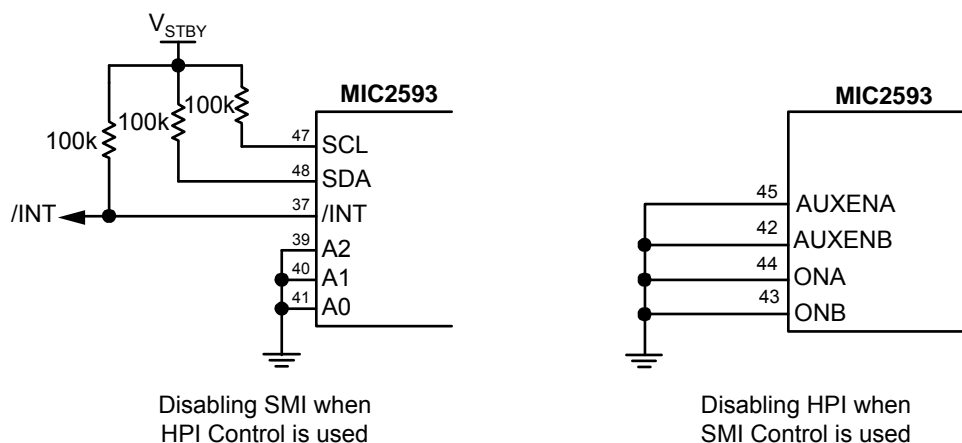 VSTBY
MIC2593
100k
100k
100k
47
SCL
48
SDA
/INT
37
/INT
39
A2
40
A1
41
A0
Disabling SMI when
HPI Control is used
MIC2593
45
AUXENA
42
AUXENB
44
ONA
43
ONB
Disabling HPI when
SMI Control is used